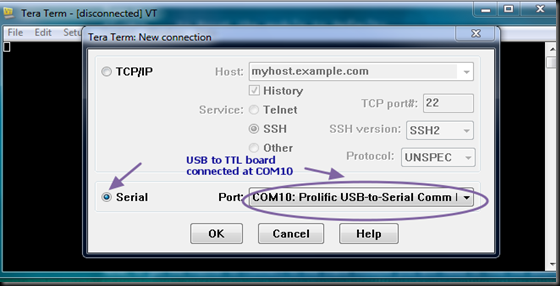 Tera Term - [disconnected] VT
File Edit Setu
Tera Term: New connection
TCP/IP
Host: myhost.example.com
History
Service: Telnet
TCP port#: 22
SSH
SSH version: SSH2
Other
Protocol: UNSPEC
USB to TTL board
connected at COM10
Serial
Port: COM10: Prolific USB-to-Serial Comm
OK Cancel Help